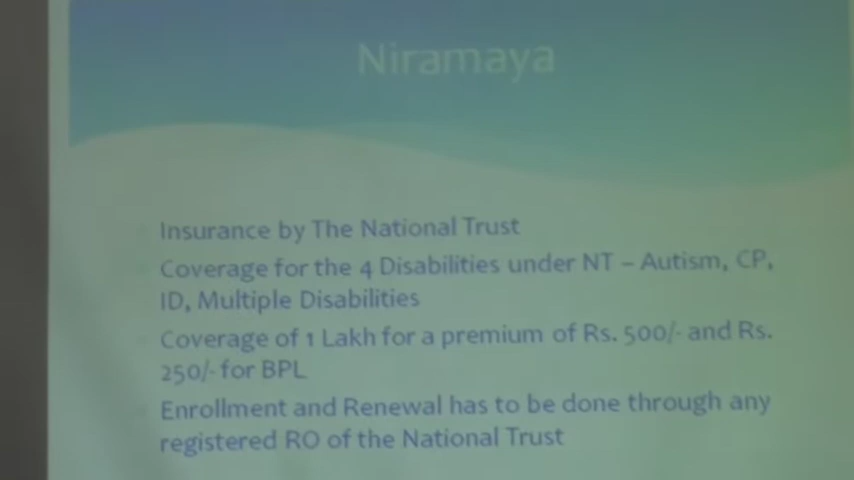 Niramaya
Insurance by The National Trust
Coverage for the 4 Disabilities under NT – Autism, CP,
ID, Multiple Disabilities
Coverage of 1 Lakh for a premium of Rs. 500/- and Rs.
250/- for BPL
Enrollment and Renewal has to be done through any
registered RO of the National Trust